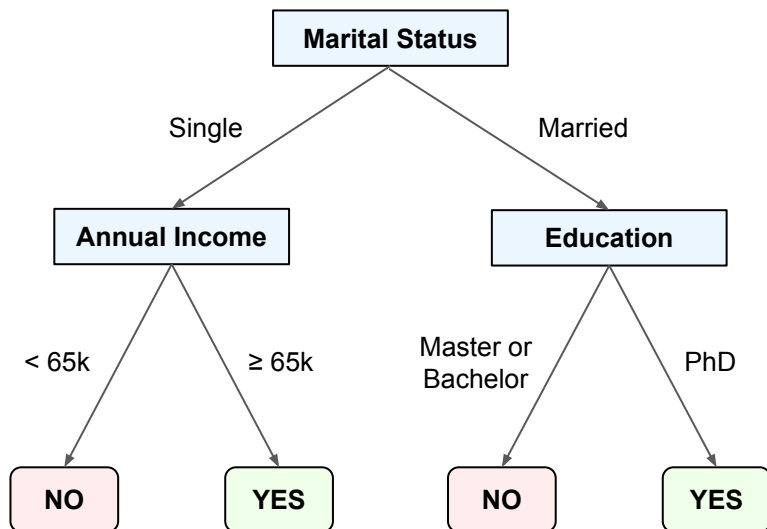 Marital Status
Single
Married
Annual Income
Education
< 65k
≥ 65k
Master or
Bachelor
PhD
NO
YES
NO
YES